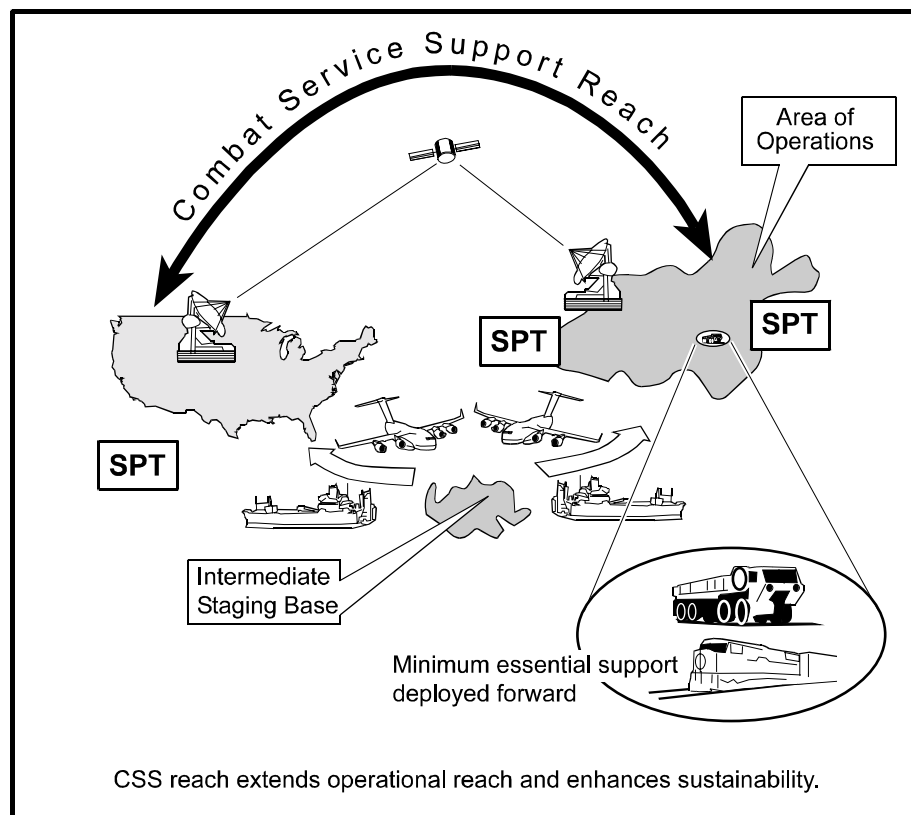 Combat Service Support Reach
Area of
Operations
SPT
SPT
SPT
Intermediate
Staging Base
Minimum essential support
deployed forward
CSS reach extends operational reach and enhances sustainability.